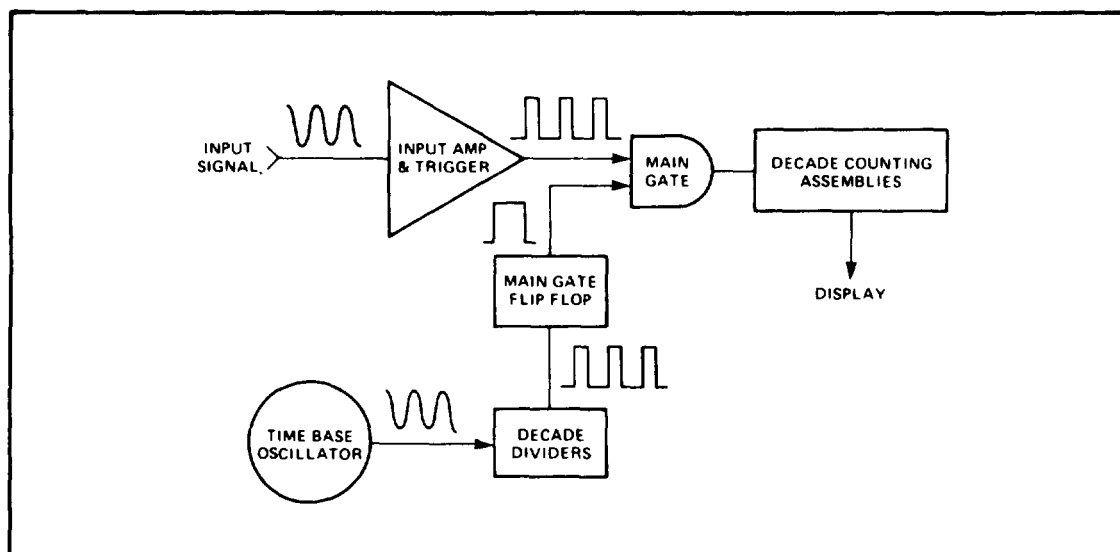 INPUT
SIGNAL
INPUT AMP
& TRIGGER
MAIN
GATE
DECADE COUNTING
ASSEMBLIES
MAIN GATE
FLIP FLOP
DISPLAY
TIME BASE
OSCILLATOR
DECADE
DIVIDERS